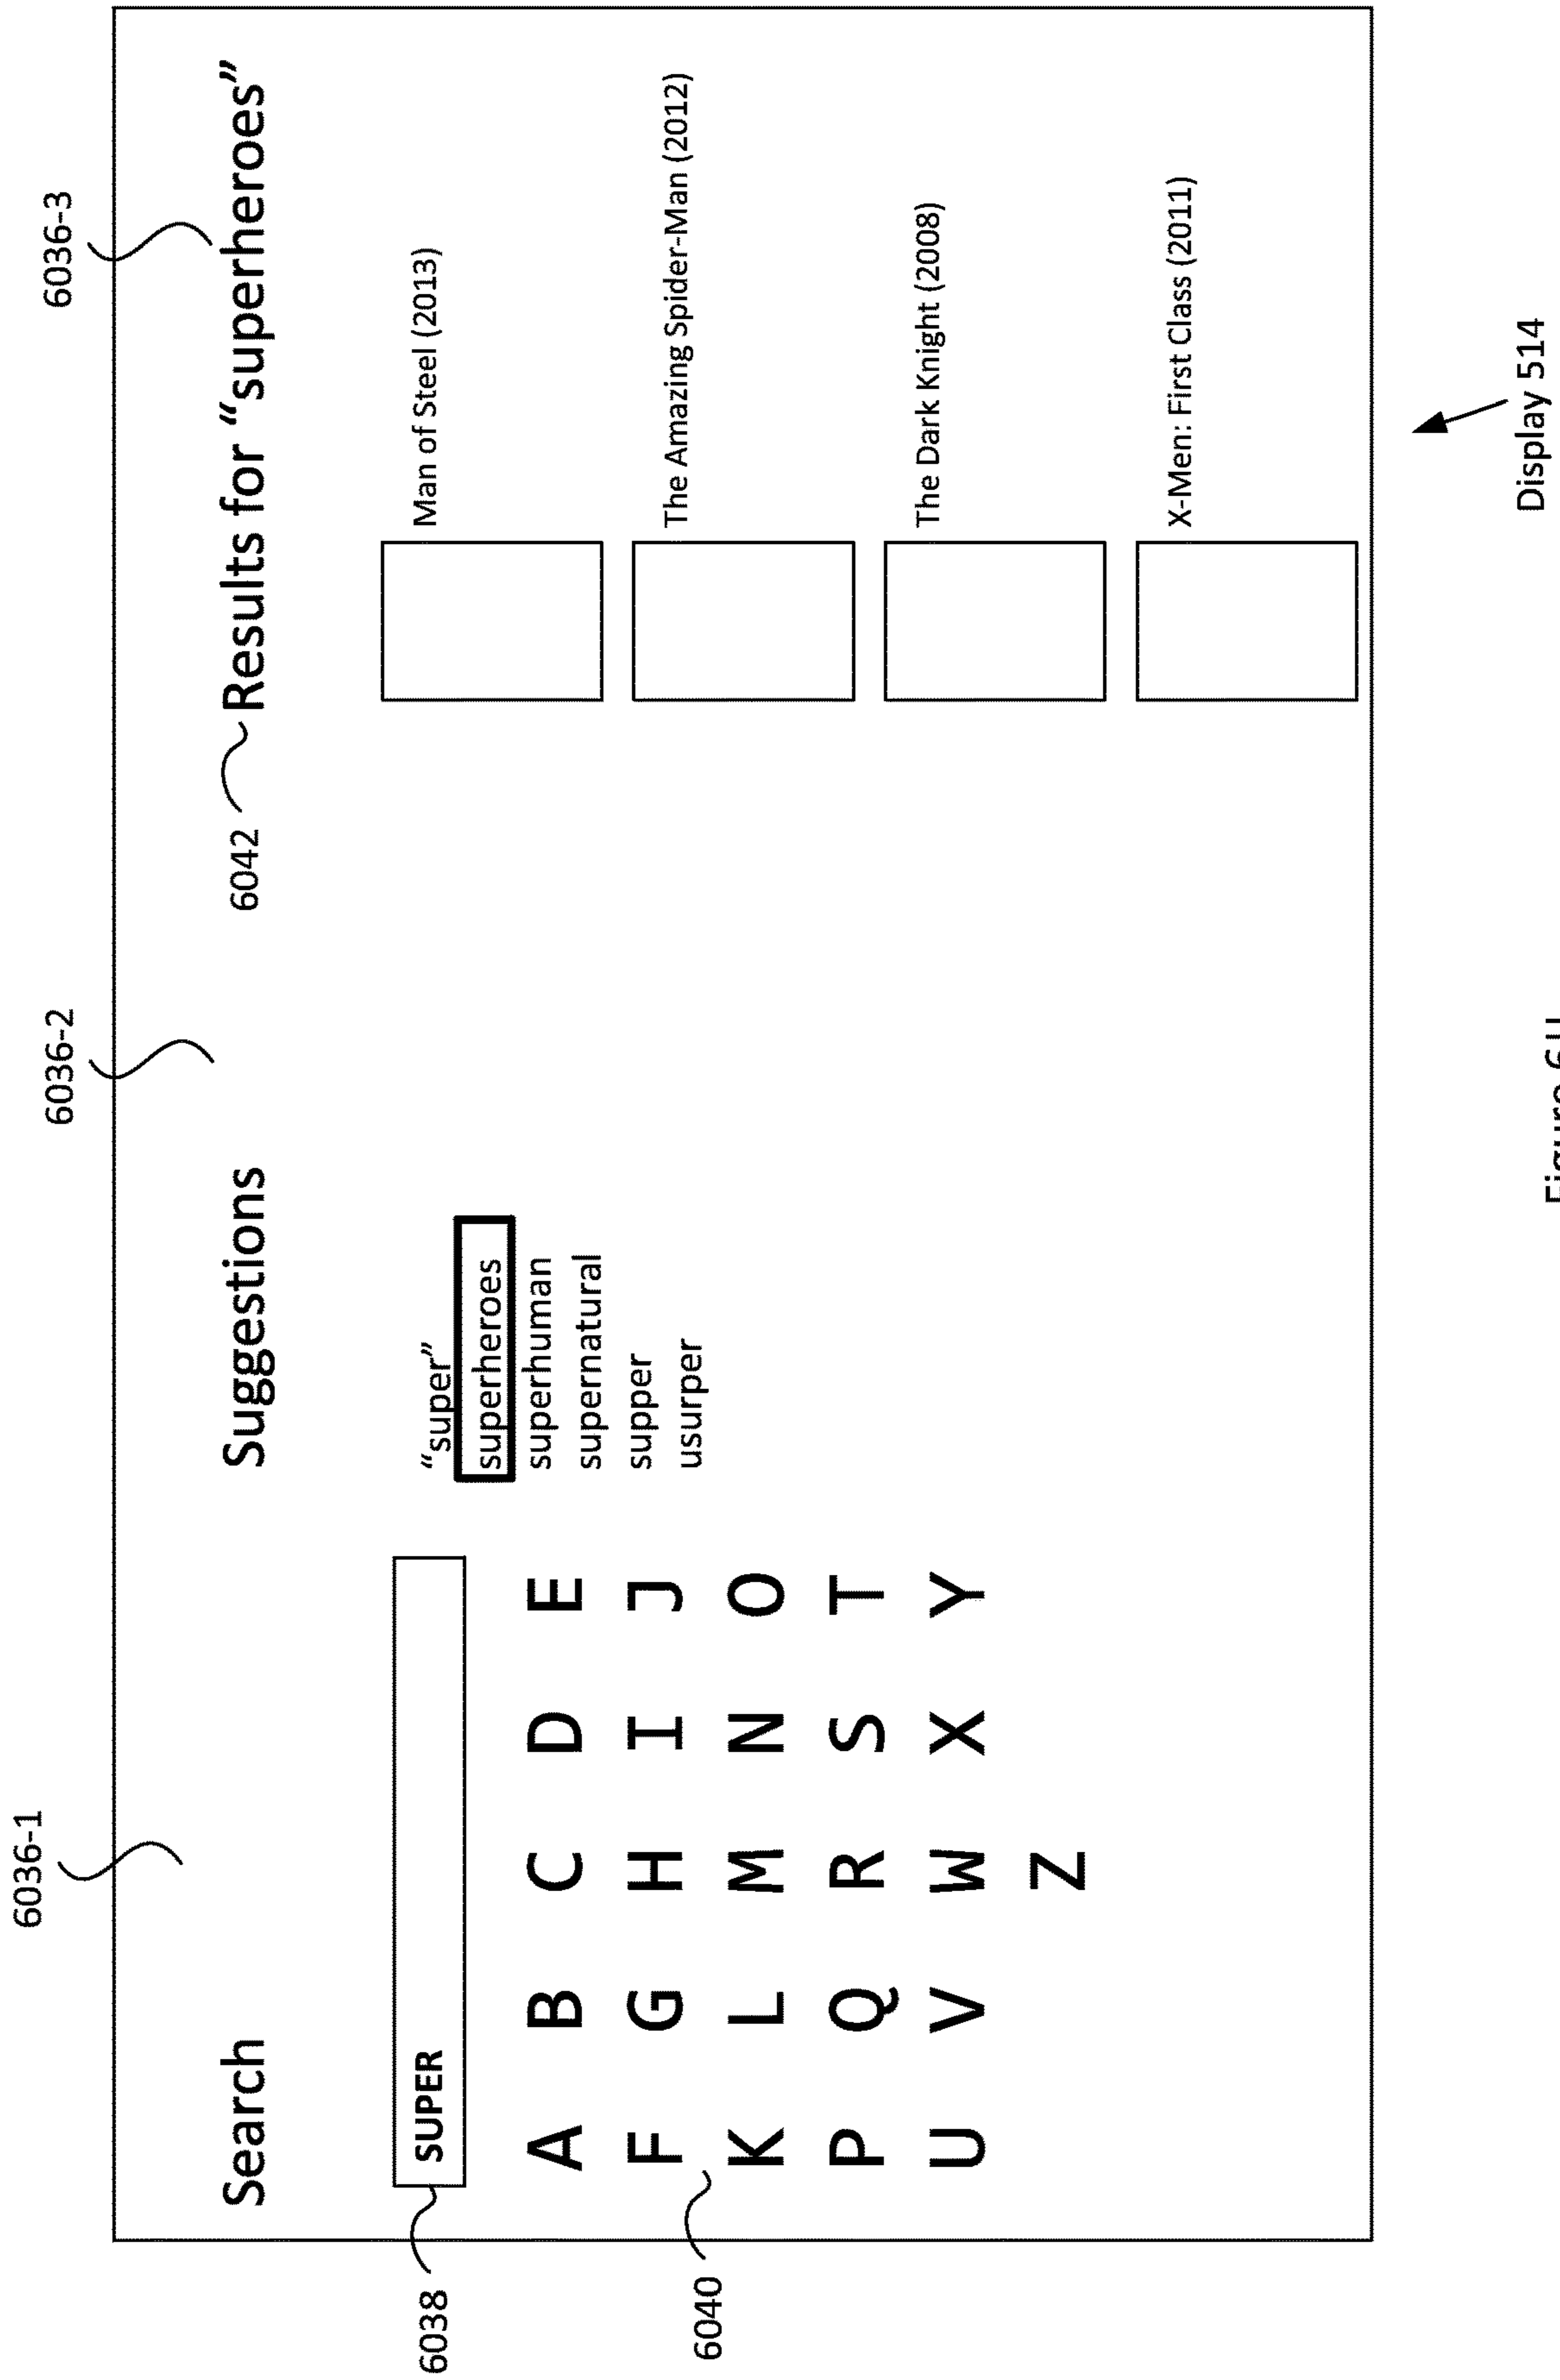 6036-1
6036-2
6036-3
Search
Suggestions
6042
Results for “superheroes”
6038
SUPER
A B C D E
F G H I J
K L M N O
P Q R S T
U V W X Y
Z
6040
“super”
superheroes
superhuman
supernatural
supper
usurper
Man of Steel (2013)
The Amazing Spider-Man (2012)
The Dark Knight (2008)
X-Men: First Class (2011)
Display 514
Figure